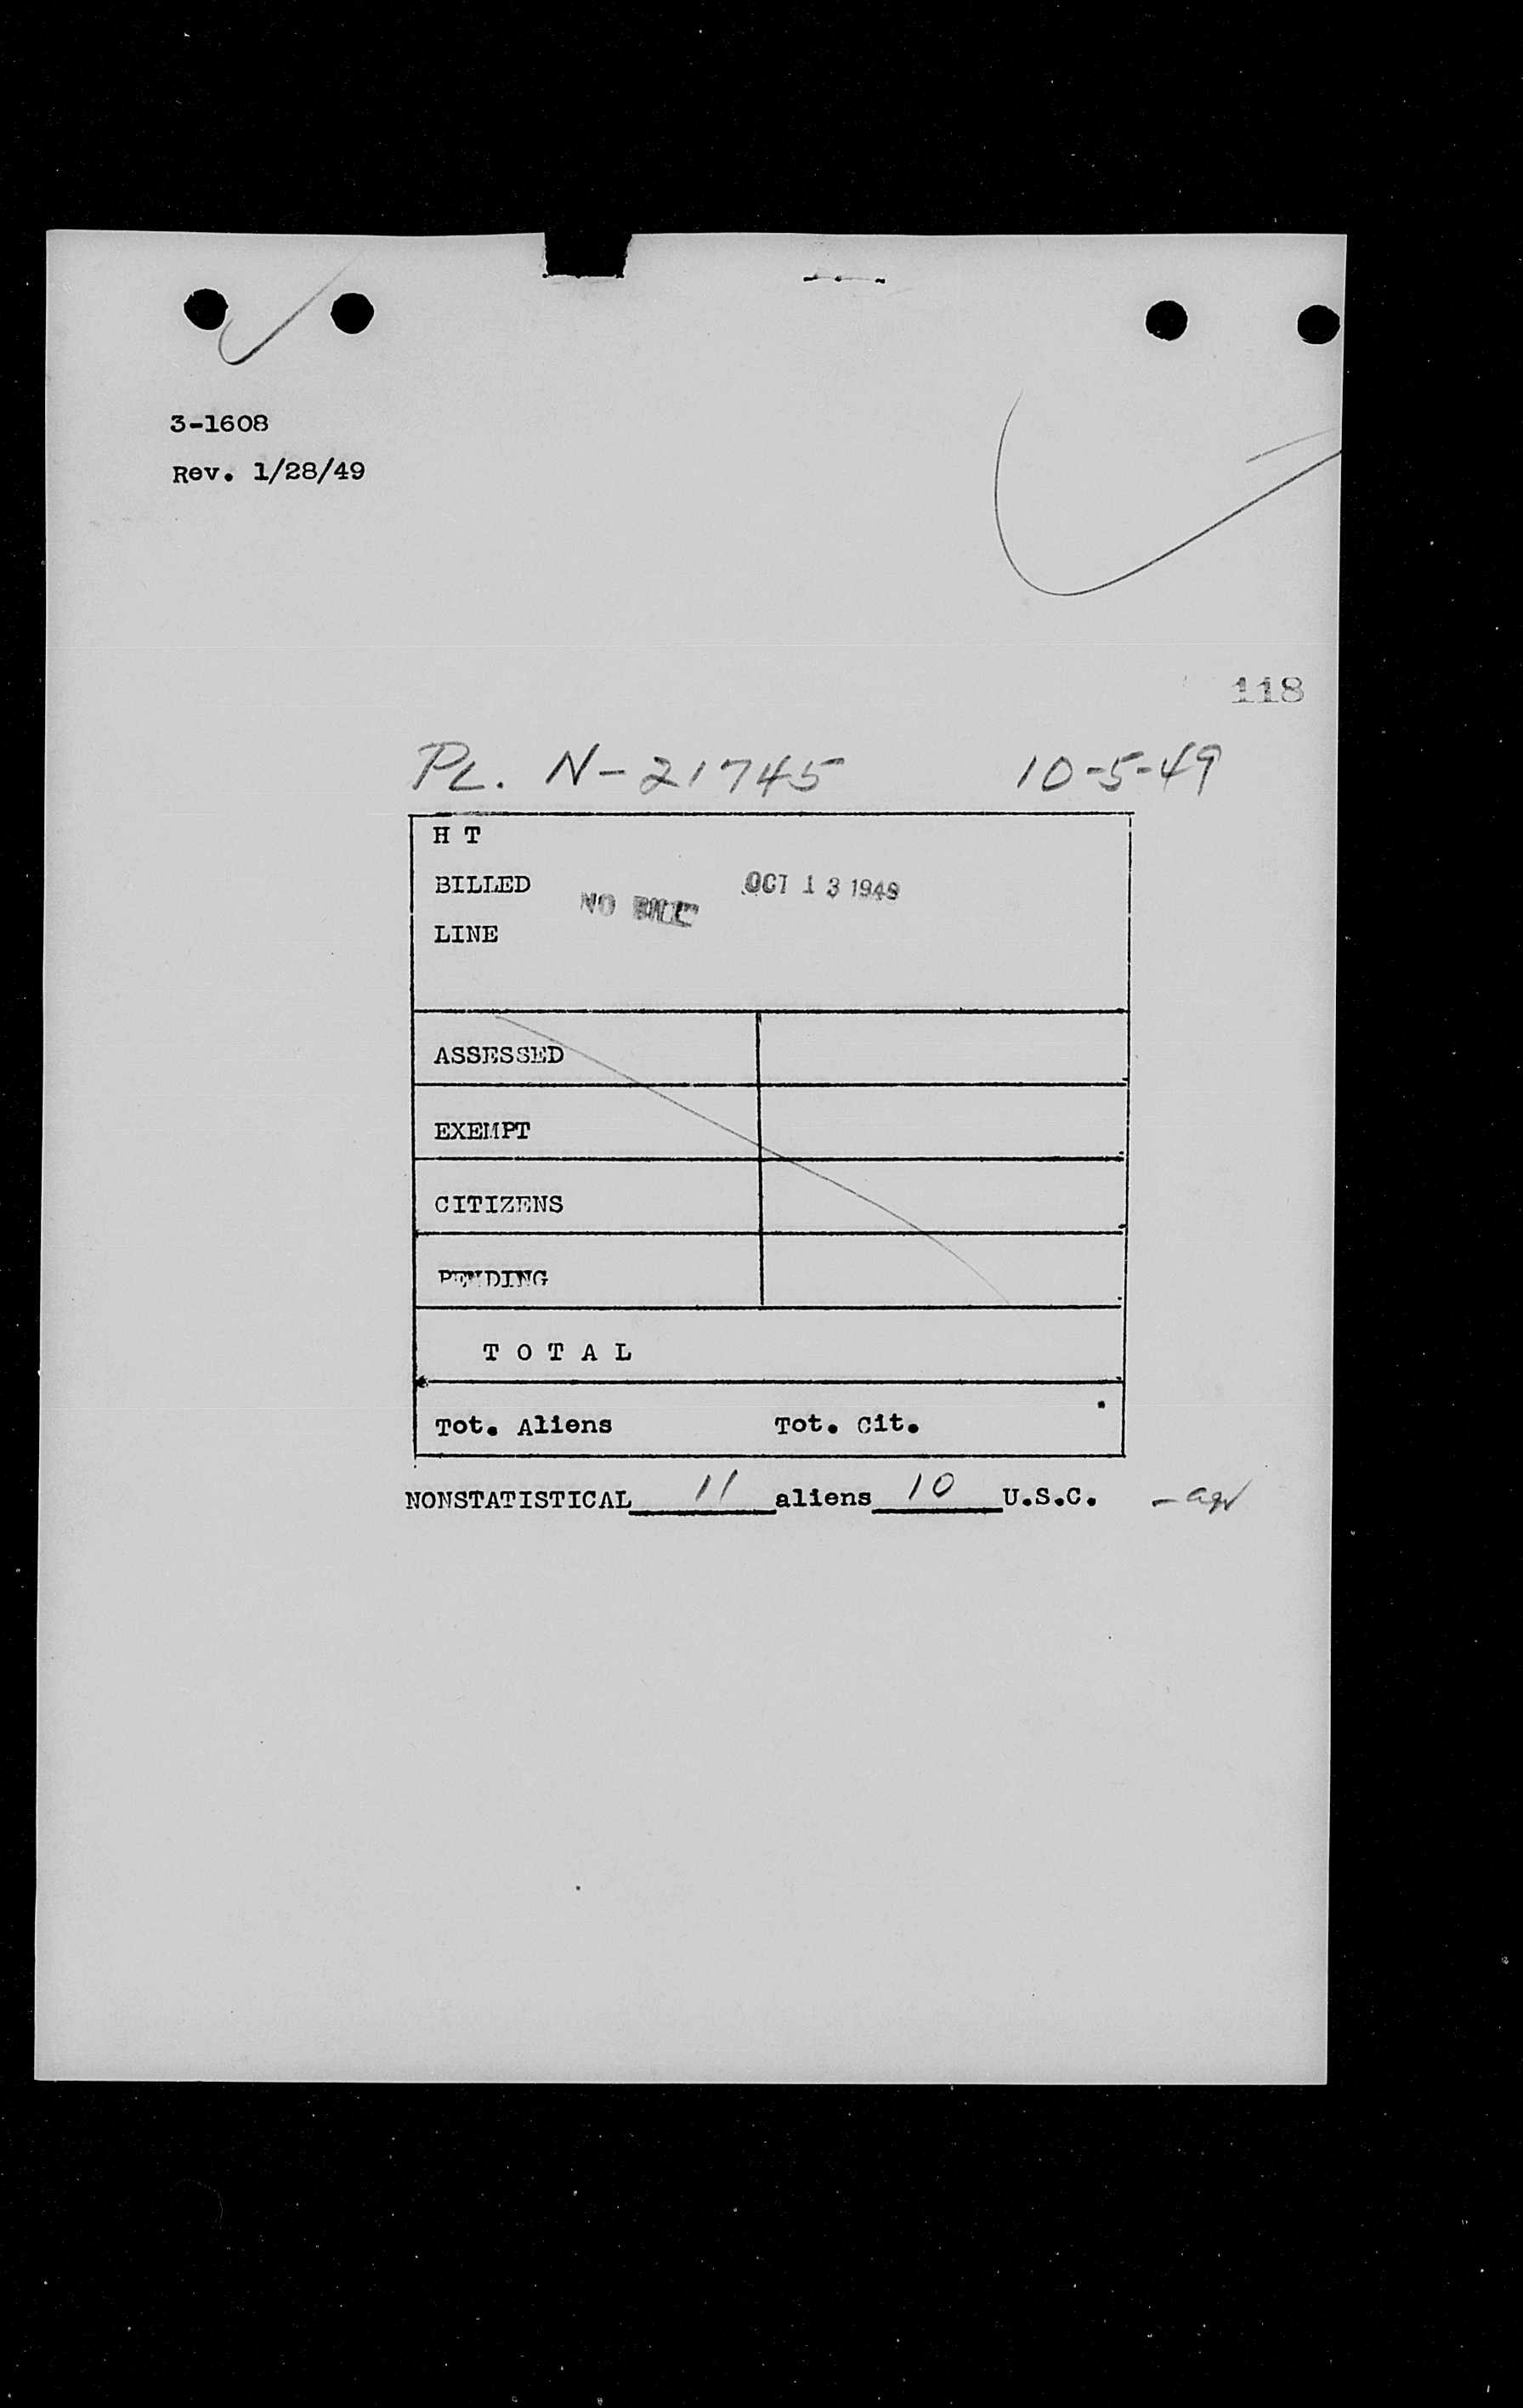 3-1608
Rev. 1/28/49
118
PL. N-21745 10-5-49
H T
BILLED OCT 13 1949
NO BILL
LINE
ASSESSED
EXEMPT
CITIZENS
PENDING
T O T A L
Tot. Aliens Tot. Cit.
NONSTATISTICAL 11 aliens 10 U.S.C.